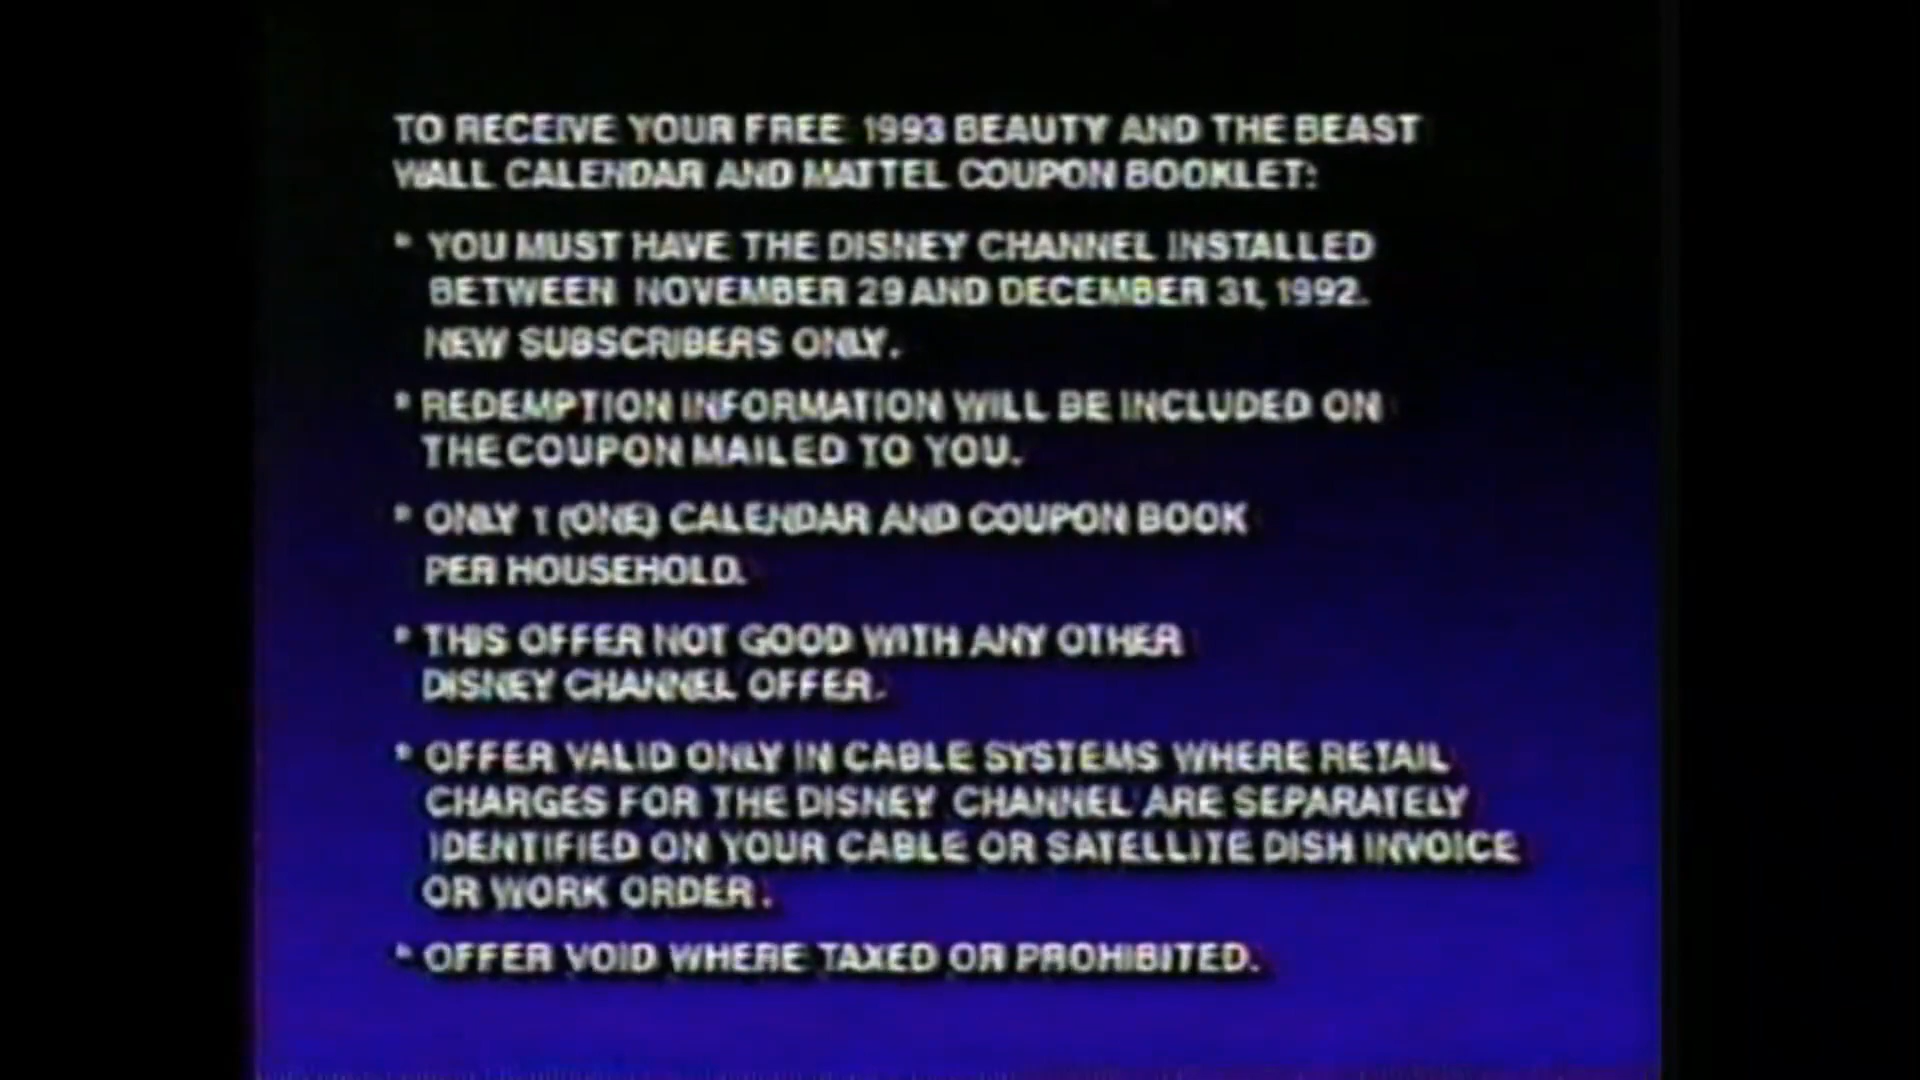 TO RECEIVE YOUR FREE 1993 BEAUTY AND THE BEAST
WALL CALENDAR AND MATTEL COUPON BOOKLET:
* YOU MUST HAVE THE DISNEY CHANNEL INSTALLED
BETWEEN NOVEMBER 29 AND DECEMBER 31, 1992.
NEW SUBSCRIBERS ONLY.
* REDEMPTION INFORMATION WILL BE INCLUDED ON
THE COUPON MAILED TO YOU.
* ONLY 1 (ONE) CALENDAR AND COUPON BOOK
PER HOUSEHOLD.
* THIS OFFER NOT GOOD WITH ANY OTHER
DISNEY CHANNEL OFFER.
* OFFER VALID ONLY IN CABLE SYSTEMS WHERE RETAIL
CHARGES FOR THE DISNEY CHANNEL ARE SEPARATELY
IDENTIFIED ON YOUR CABLE OR SATELLITE DISH INVOICE
OR WORK ORDER.
* OFFER VOID WHERE TAXED OR PROHIBITED.